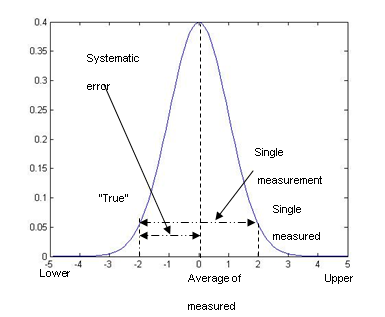 0.4
0.35
0.3
0.25
0.2
0.15
0.1
0.05
0
Systematic
error
"True"
Single
measurement
Single
measured
-5 -4 -3 -2 -1 0 1 2 3 4 5
Lower Average of Upper
measured